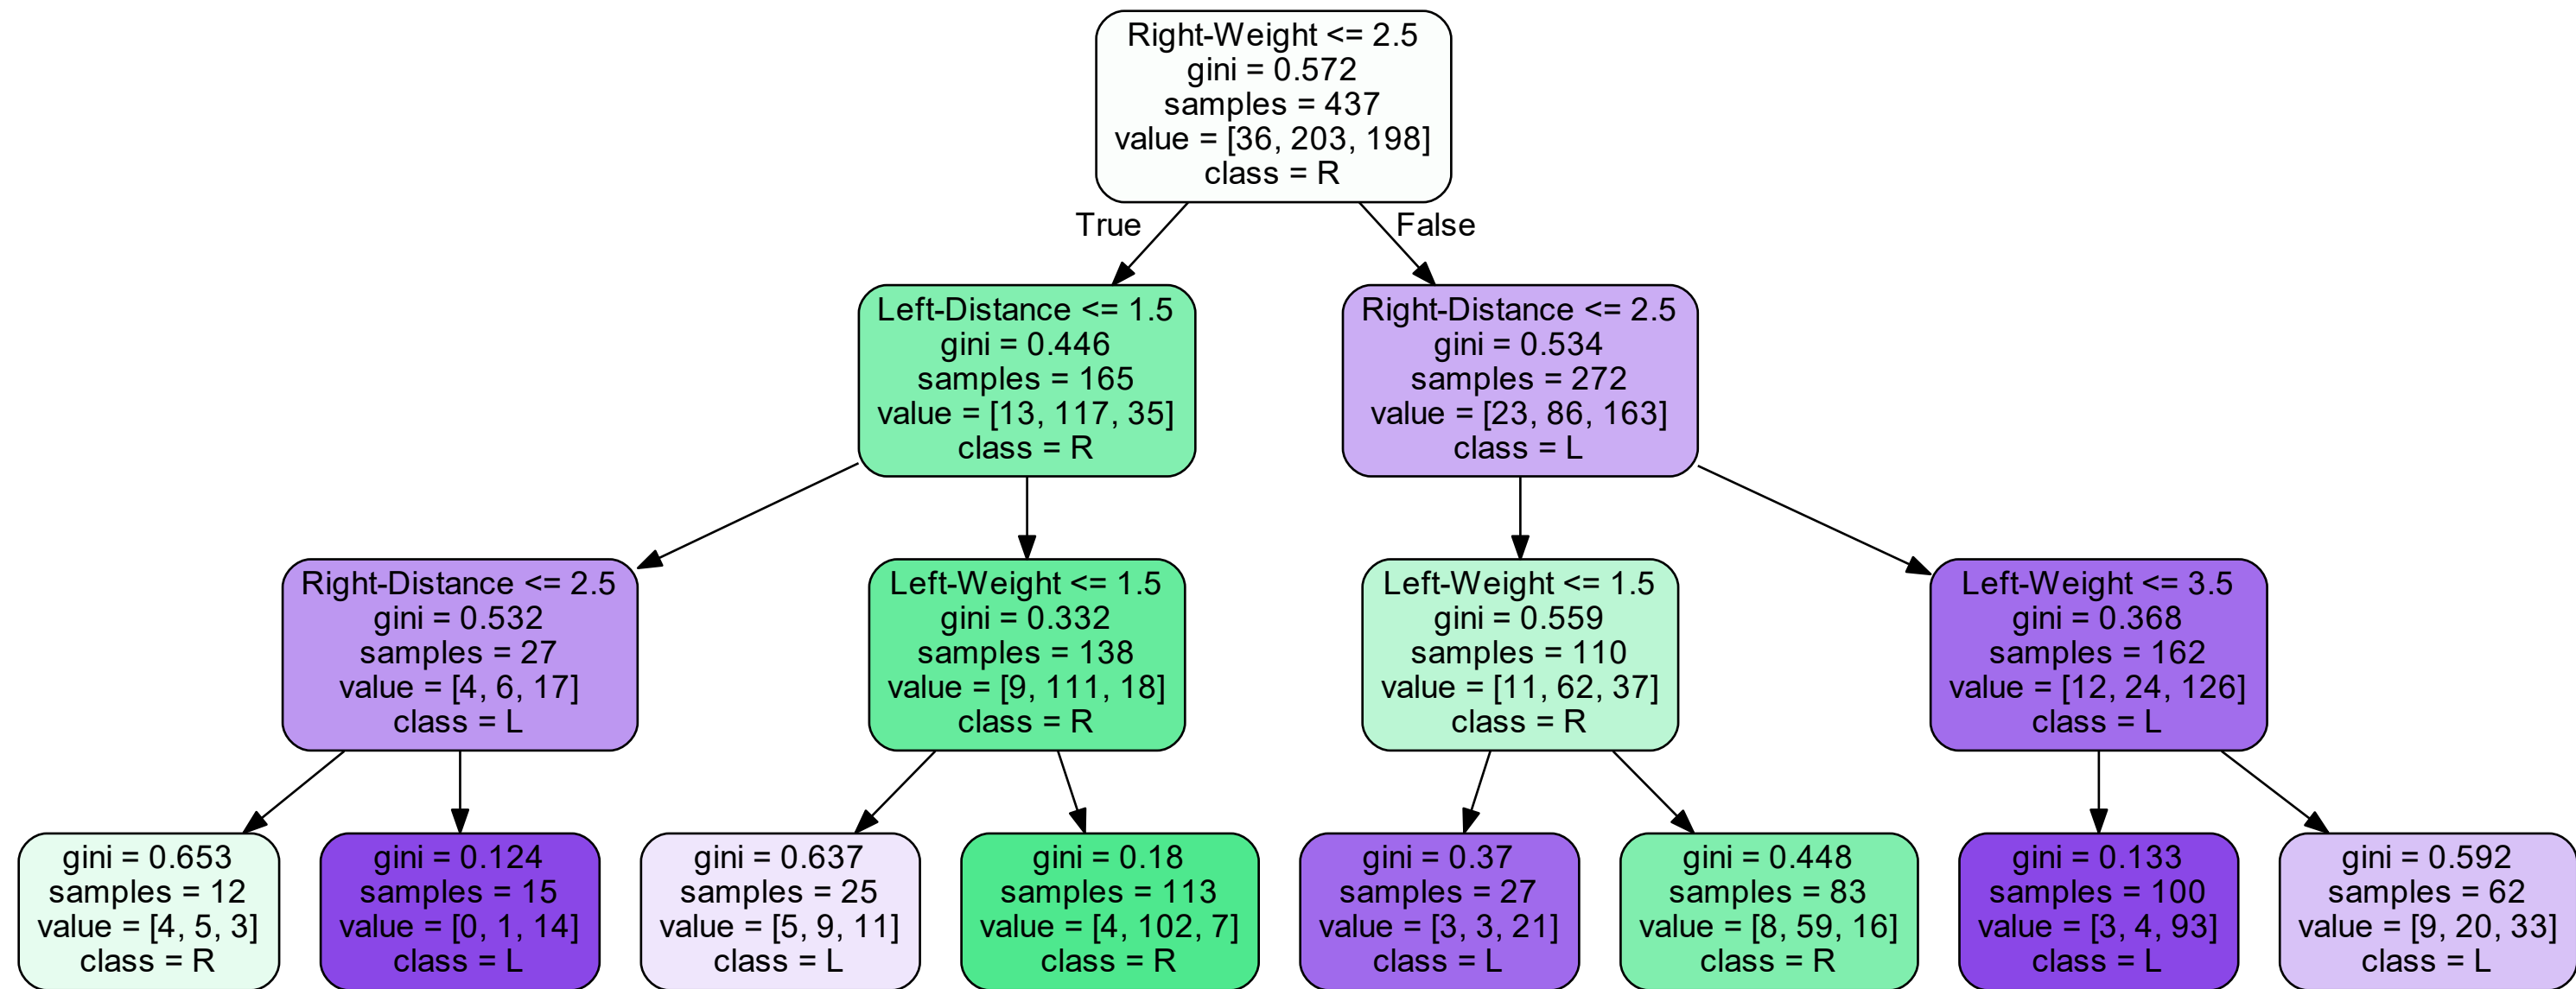 Right-Weight <= 2.5
gini = 0.572
samples = 437
value = [36, 203, 198]
class = R
True
False
Left-Distance <= 1.5
gini = 0.446
samples = 165
value = [13, 117, 35]
class = R
Right-Distance <= 2.5
gini = 0.534
samples = 272
value = [23, 86, 163]
class = L
Right-Distance <= 2.5
gini = 0.532
samples = 27
value = [4, 6, 17]
class = L
Left-Weight <= 1.5
gini = 0.332
samples = 138
value = [9, 111, 18]
class = R
Left-Weight <= 1.5
gini = 0.559
samples = 110
value = [11, 62, 37]
class = R
Left-Weight <= 3.5
gini = 0.368
samples = 162
value = [12, 24, 126]
class = L
gini = 0.653
samples = 12
value = [4, 5, 3]
class = R
gini = 0.124
samples = 15
value = [0, 1, 14]
class = L
gini = 0.637
samples = 25
value = [5, 9, 11]
class = L
gini = 0.18
samples = 113
value = [4, 102, 7]
class = R
gini = 0.37
samples = 27
value = [3, 3, 21]
class = L
gini = 0.448
samples = 83
value = [8, 59, 16]
class = R
gini = 0.133
samples = 100
value = [3, 4, 93]
class = L
gini = 0.592
samples = 62
value = [9, 20, 33]
class = L